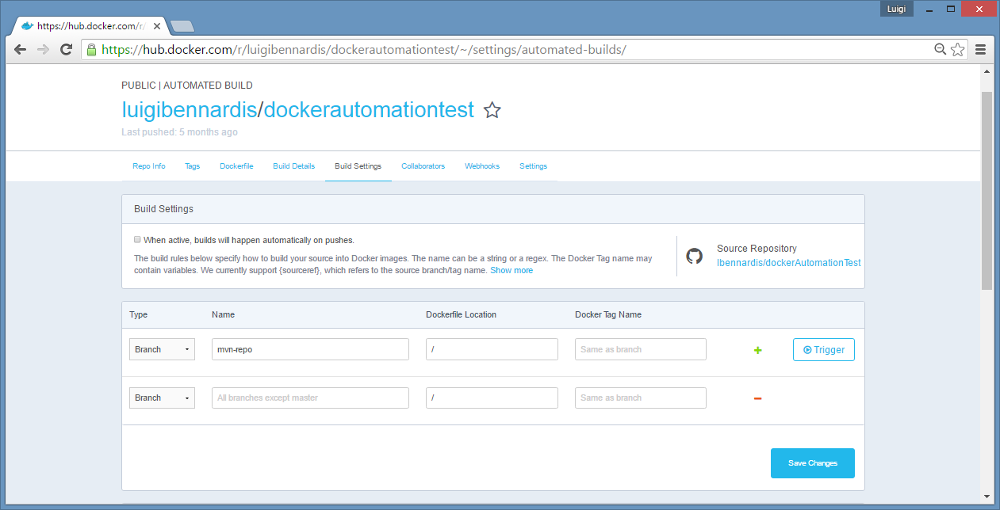 Luigi
https://hub.docker.com/r/
https://hub.docker.com/r/luigibennardis/dockerautomationtest/~/settings/automated-builds/
PUBLIC | AUTOMATED BUILD
luigibennardis/dockerautomationtest
Last pushed: 5 months ago
Repo Info Tags Dockerfile Build Details Build Settings Collaborators Webhooks Settings
Build Settings
When active, builds will happen automatically on pushes.
The build rules below specify how to build your source into Docker images. The name can be a string or a regex. The Docker Tag name may
contain variables. We currently support {sourceref}, which refers to the source branch/tag name. Show more
Source Repository
lbennardis/dockerAutomationTest
Type Name Dockerfile Location Docker Tag Name
Branch mvn-repo / Same as branch Trigger
Branch All branches except master / Same as branch
Save Changes